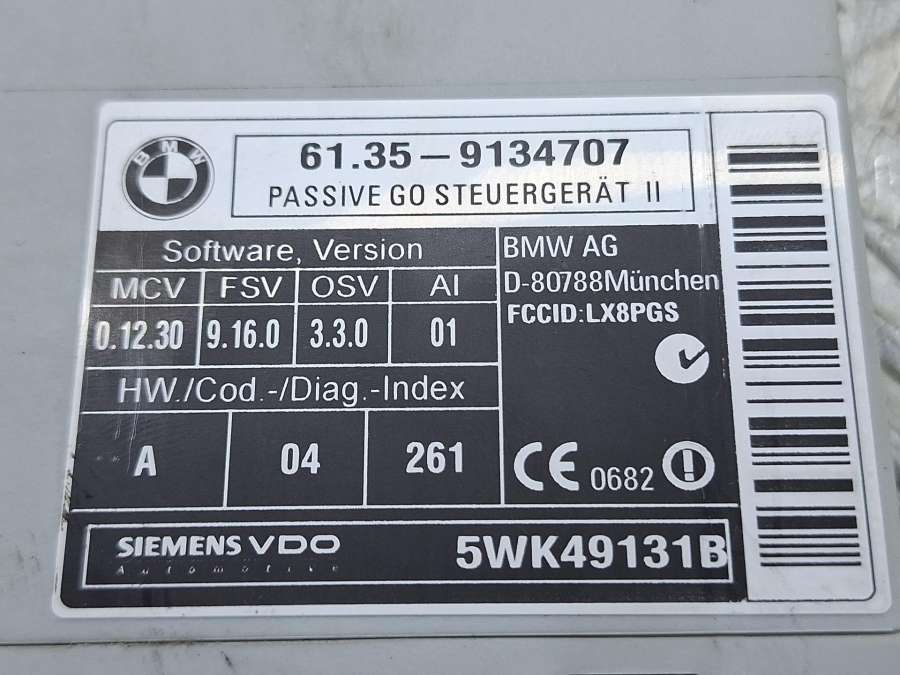 BMW
61.35–9134707
PASSIVE GO STEUERGERÄT II
Software, Version
MCV FSV OSV AI
0.12.30 9.16.0 3.3.0 01
HW./Cod.-/Diag.-Index
A 04 261
BMW AG
D-80788München
FCCID:LX8PGS
CE 0682
SIEMENS VDO
Automotive
5WK49131B